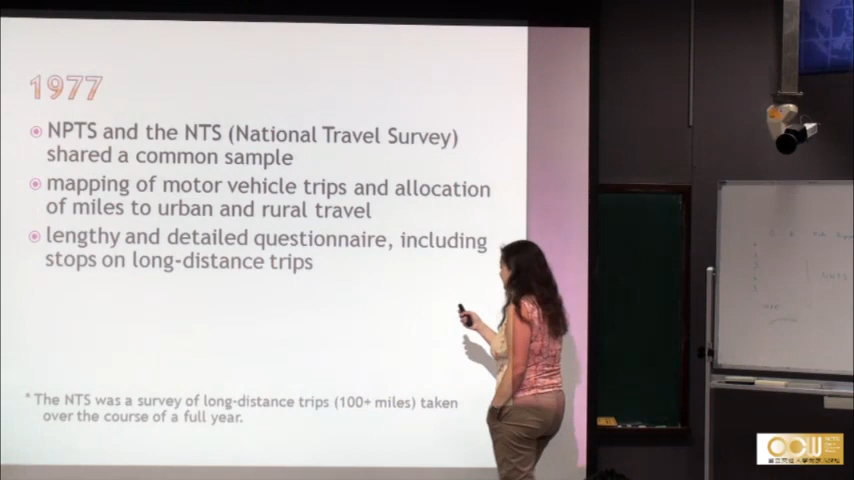 1977
NPTS and the NTS (National Travel Survey)
shared a common sample
mapping of motor vehicle trips and allocation
of miles to urban and rural travel
lengthy and detailed questionnaire, including
stops on long-distance trips
* The NTS was a survey of long-distance trips (100+ miles) taken
over the course of a full year.
OCW